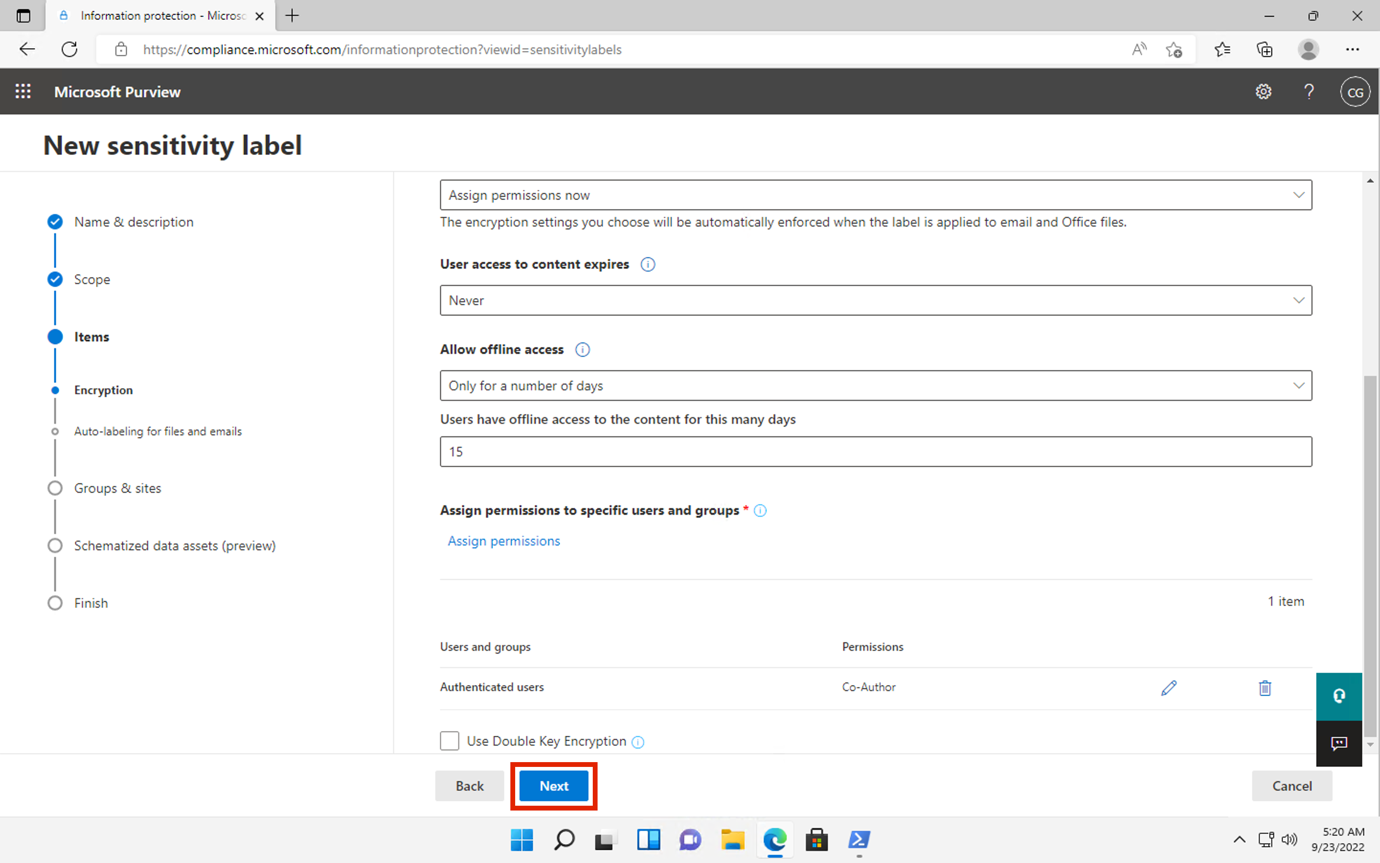 Information protection - Microsc
https://compliance.microsoft.com/informationprotection?viewid=sensitivitylabels
Microsoft Purview
? CG
New sensitivity label
Name & description
Scope
Items
Encryption
Auto-labeling for files and emails
Groups & sites
Schematized data assets (preview)
Finish
Assign permissions now
The encryption settings you choose will be automatically enforced when the label is applied to email and Office files.
User access to content expires
Never
Allow offline access
Only for a number of days
Users have offline access to the content for this many days
15
Assign permissions to specific users and groups *
Assign permissions
1 item
Users and groups Permissions
Authenticated users Co-Author
Use Double Key Encryption
Back Next Cancel
5:20 AM
9/23/2022